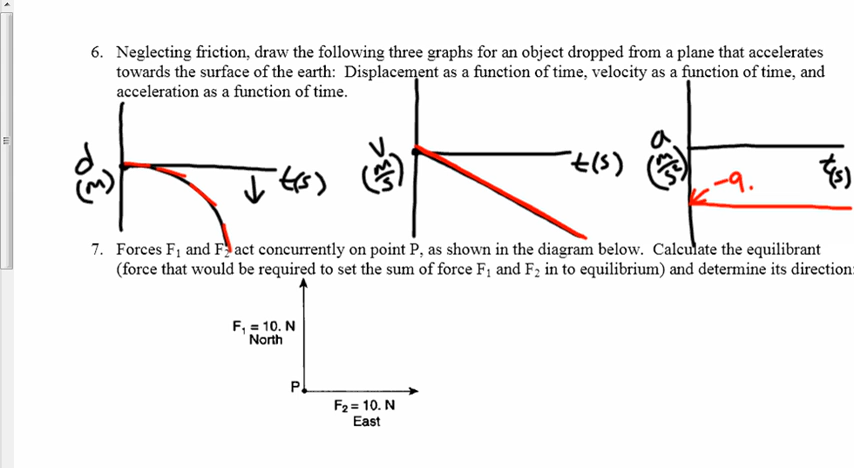 6. Neglecting friction, draw the following three graphs for an object dropped from a plane that accelerates
towards the surface of the earth: Displacement as a function of time, velocity as a function of time, and
acceleration as a function of time.
d (m) t(s) v (m/s) t(s) a (m/s²) t(s)
-9.
7. Forces F₁ and F₂ act concurrently on point P, as shown in the diagram below. Calculate the equilibrant
(force that would be required to set the sum of force F₁ and F₂ in to equilibrium) and determine its direction
F₁ = 10. N
North
P
F₂ = 10. N
East